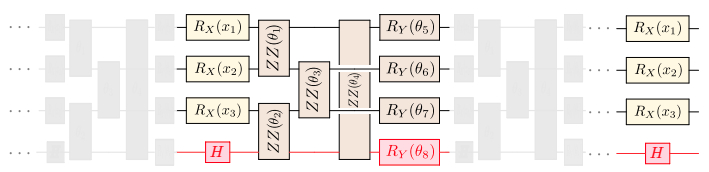 R_X(x_1) ZZ(θ_1) R_Y(θ_5) R_X(x_1)
R_X(x_2) ZZ(θ_3) ZZ(θ_4) R_Y(θ_6) R_X(x_2)
R_X(x_3) ZZ(θ_2) R_Y(θ_7) R_X(x_3)
H R_Y(θ_8) H